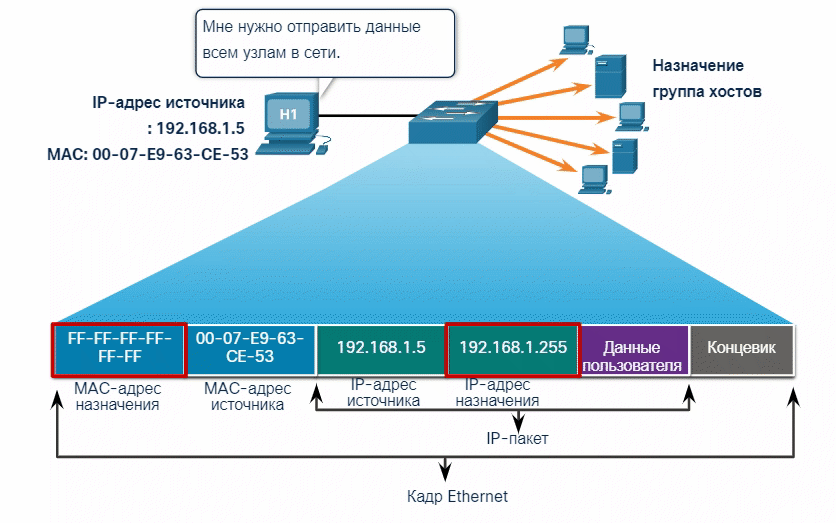 Мне нужно отправить данные
всем узлам в сети.
IP-адрес источника
: 192.168.1.5
MAC: 00-07-E9-63-CE-53
H1
Назначение
группа хостов
FF-FF-FF-FF-
FF-FF
00-07-E9-63-
CE-53
192.168.1.5
192.168.1.255
Данные
пользователя
Концевик
MAC-адрес
назначения
MAC-адрес
источника
IP-адрес
источника
IP-адрес
назначения
IP-пакет
Кадр Ethernet